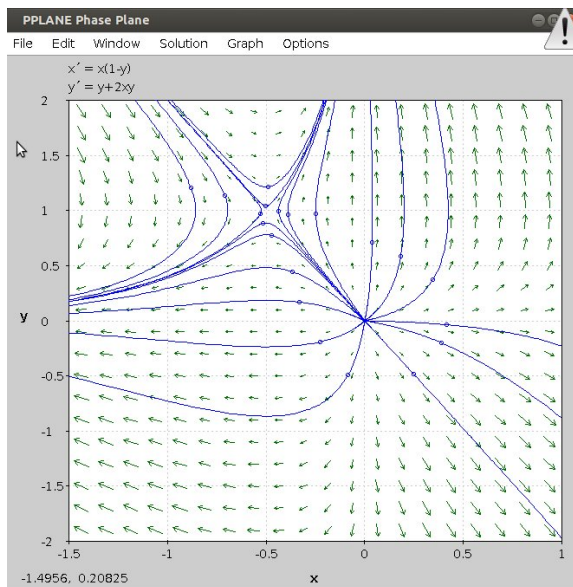 PPLANE Phase Plane
File Edit Window Solution Graph Options
x´ = x(1-y)
y´ = y+2xy
2
1.5
1
0.5
y
0
-0.5
-1
-1.5
-2
-1.5 -1 -0.5 0 0.5 1
-1.4956, 0.20825 x